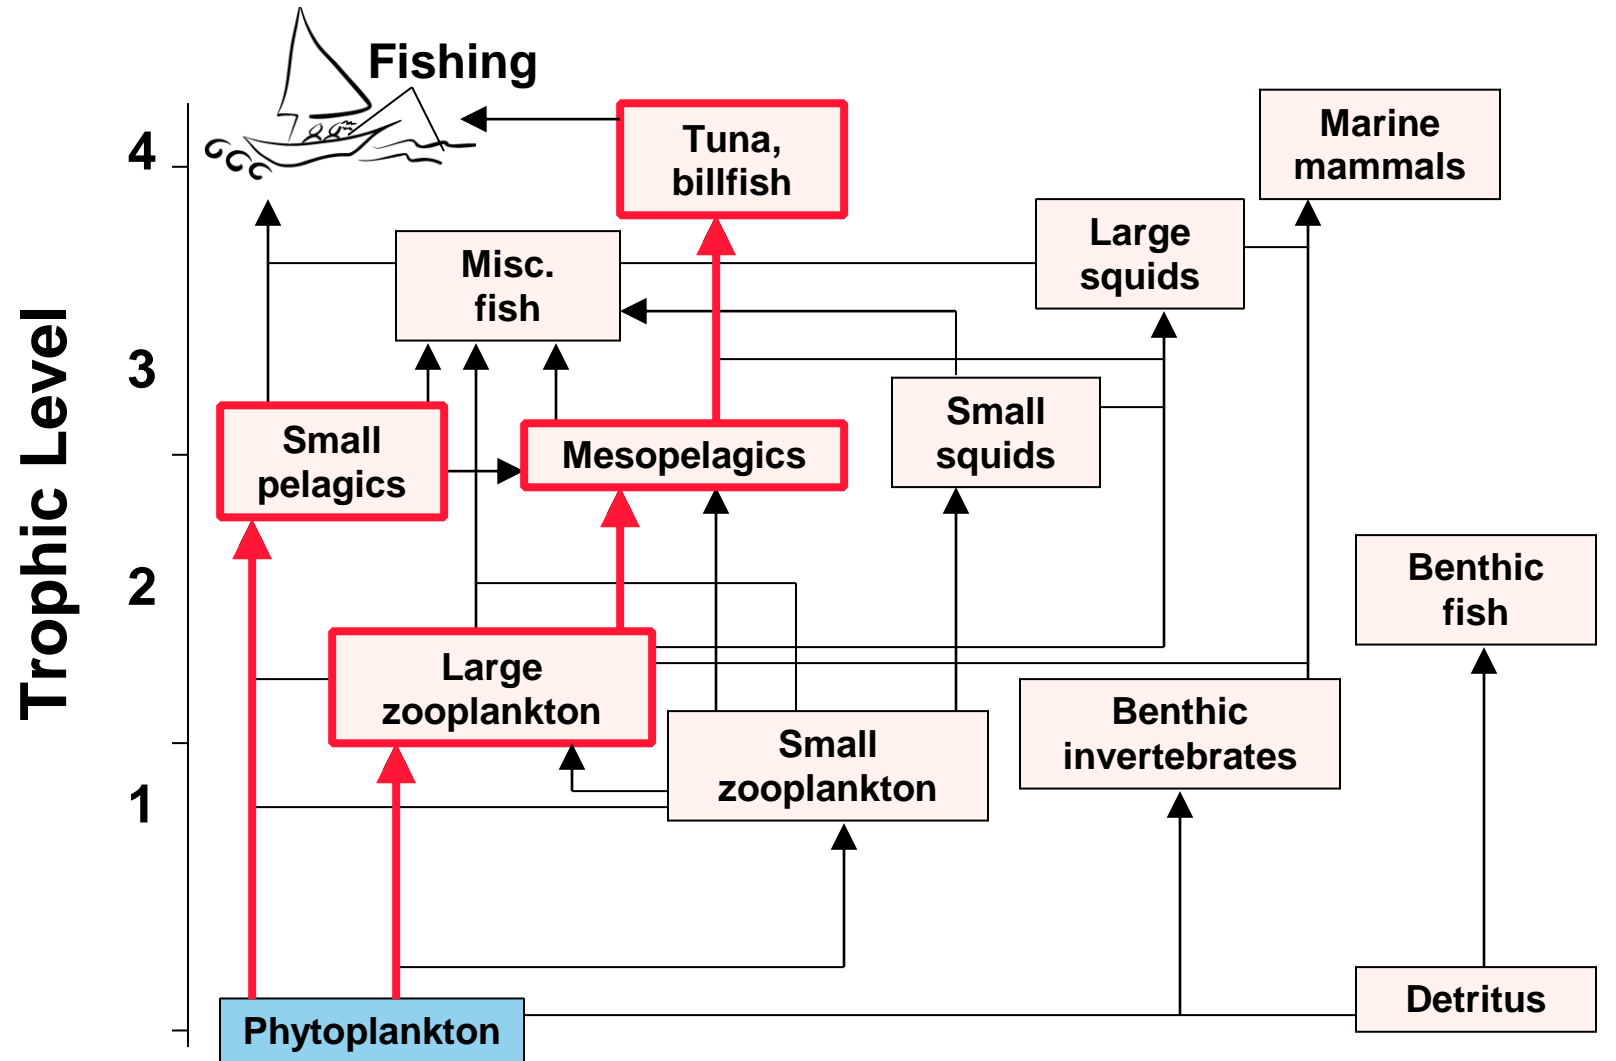 Fishing
Trophic Level
4
3
2
1
Tuna,
billfish
Marine
mammals
Large
squids
Misc.
fish
Small
squids
Small
pelagics
Mesopelagics
Benthic
fish
Large
zooplankton
Small
zooplankton
Benthic
invertebrates
Detritus
Phytoplankton